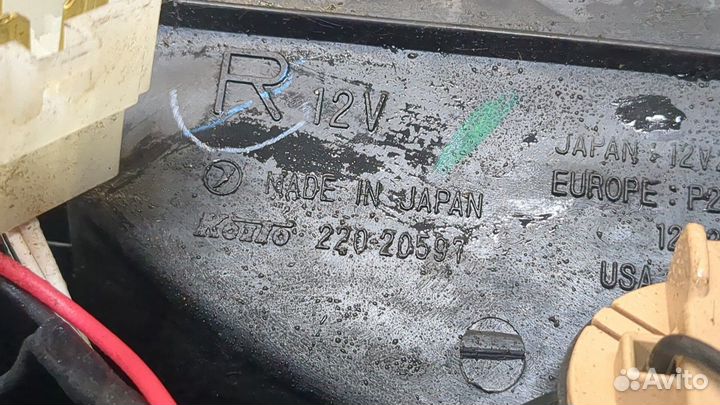 R 12V
MADE IN JAPAN
Koito 220-20597
JAPAN : 12V
EUROPE : P2
USA
Avito